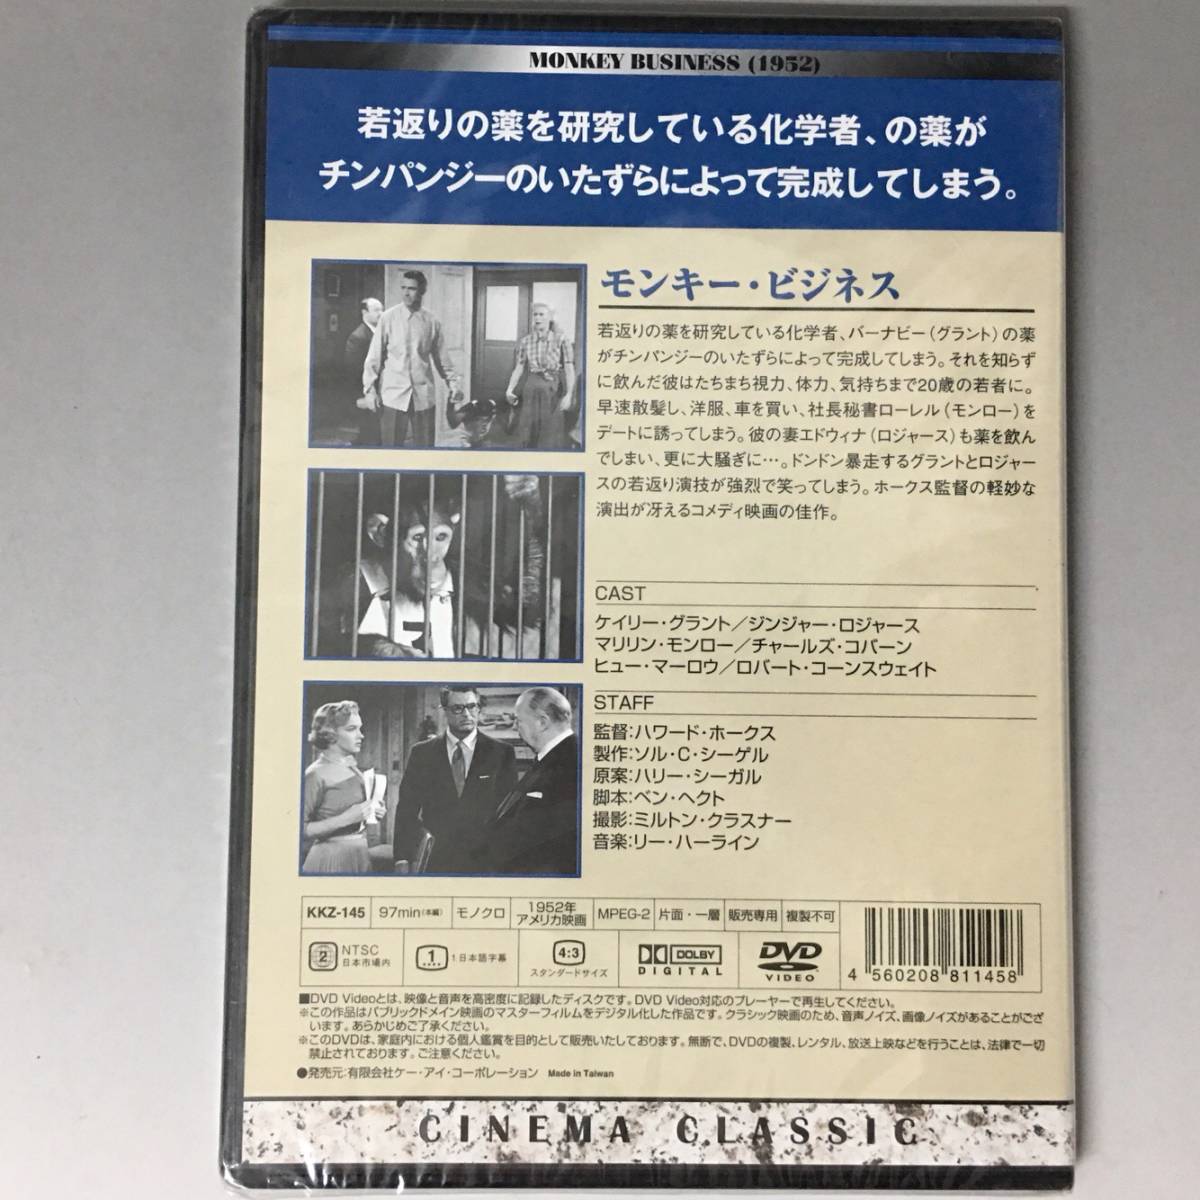 MONKEY BUSINESS (1952)
若返りの薬を研究している化学者、の薬が
チンパンジーのいたずらによって完成してしまう。
モンキー・ビジネス
若返りの薬を研究している化学者、バーナビー(グラント)の薬
がチンパンジーのいたずらによって完成してしまう。それを知らず
に飲んだ彼はたちまち視力、体力、気持ちまで20歳の若者に。
早速散髪し、洋服、車を買い、社長秘書ローレル(モンロー)を
デートに誘ってしまう。彼の妻エドウィナ(ロジャース)も薬を飲ん
でしまい、更に大騒ぎに…。ドンドン暴走するグラントとロジャー
スの若返り演技が強烈で笑ってしまう。ホークス監督の軽妙な
演出が冴えるコメディ映画の佳作。
CAST
ケイリー・グラント/ジンジャー・ロジャース
マリリン・モンロー/チャールズ・コバーン
ヒュー・マーロウ/ロバート・コーンスウェイト
STAFF
監督:ハワード・ホークス
製作:ソル・C・シーゲル
原案:ハリー・シーガル
脚本:ベン・ヘクト
撮影:ミルトン・クラスナー
音楽:リー・ハーライン
KKZ-145 97min(本編) モノクロ 1952年 アメリカ映画 MPEG-2 片面・一層 販売専用 複製不可
2 NTSC 日本市場内 1 1日本語字幕 4:3 スタンダードサイズ DOLBY DIGITAL DVD VIDEO
4 560208 811458
■DVD Videoとは、映像と音声を高密度に記録したディスクです。DVD Video対応のプレーヤーで再生してください。
※この作品はパブリックドメイン映画のマスターフィルムをデジタル化した作品です。クラシック映画のため、音声ノイズ、画像ノイズがあることがござ
います。あらかじめご了承ください。
※このDVDは、家庭内における個人鑑賞を目的として販売いたしております。無断で、DVDの複製、レンタル、放送上映などを行うことは、法律で一切
禁止されております。ご注意ください。
●発売元:有限会社ケー・アイ・コーポレーション Made in Taiwan
CINEMA CLASSIC